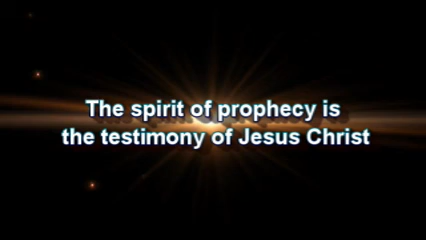 The spirit of prophecy is
the testimony of Jesus Christ